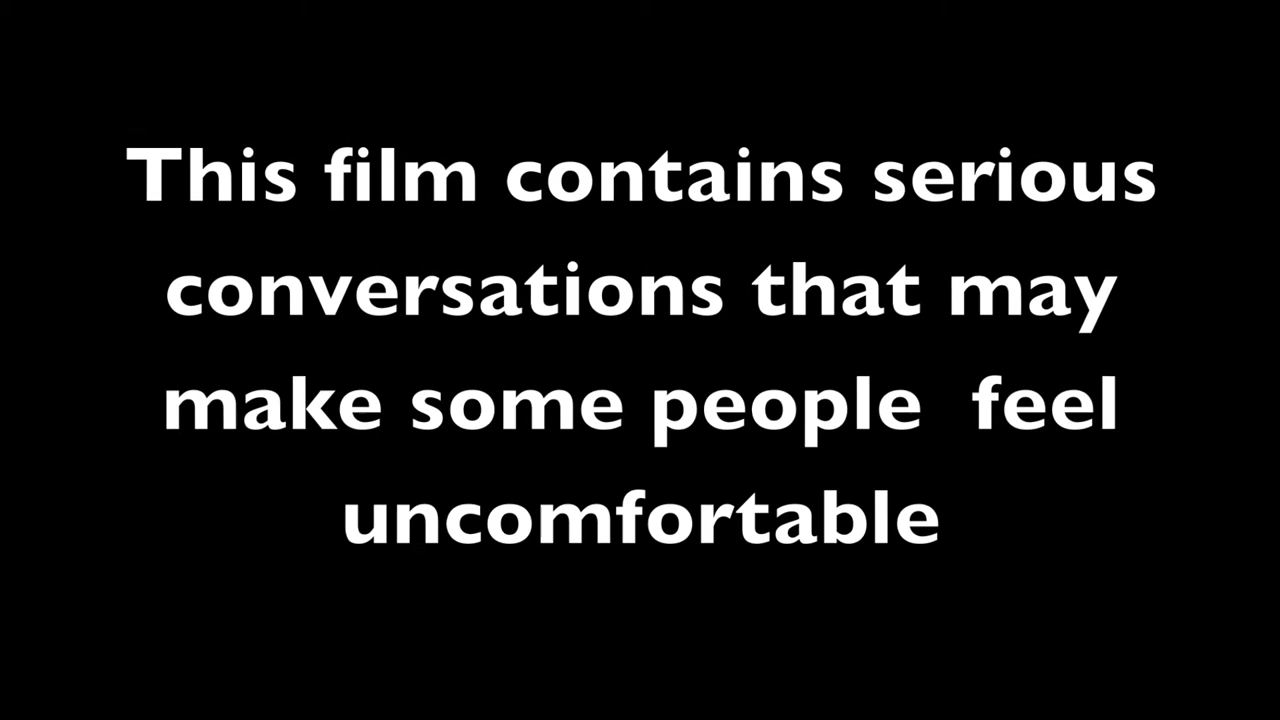 This film contains serious
conversations that may
make some people  feel
uncomfortable